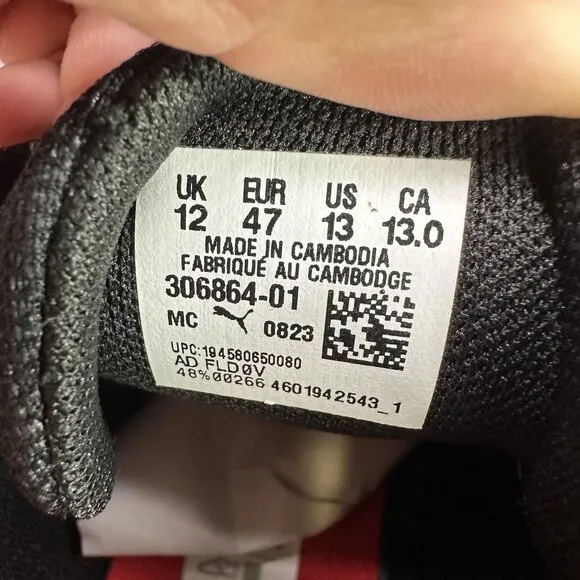 UK EUR US CA
12 47 13 13.0
MADE IN CAMBODIA
FABRIQUÉ AU CAMBODGE
306864-01
MC 0823
UPC:194580650080
AD FLD0V
48%00266 4601942543_1